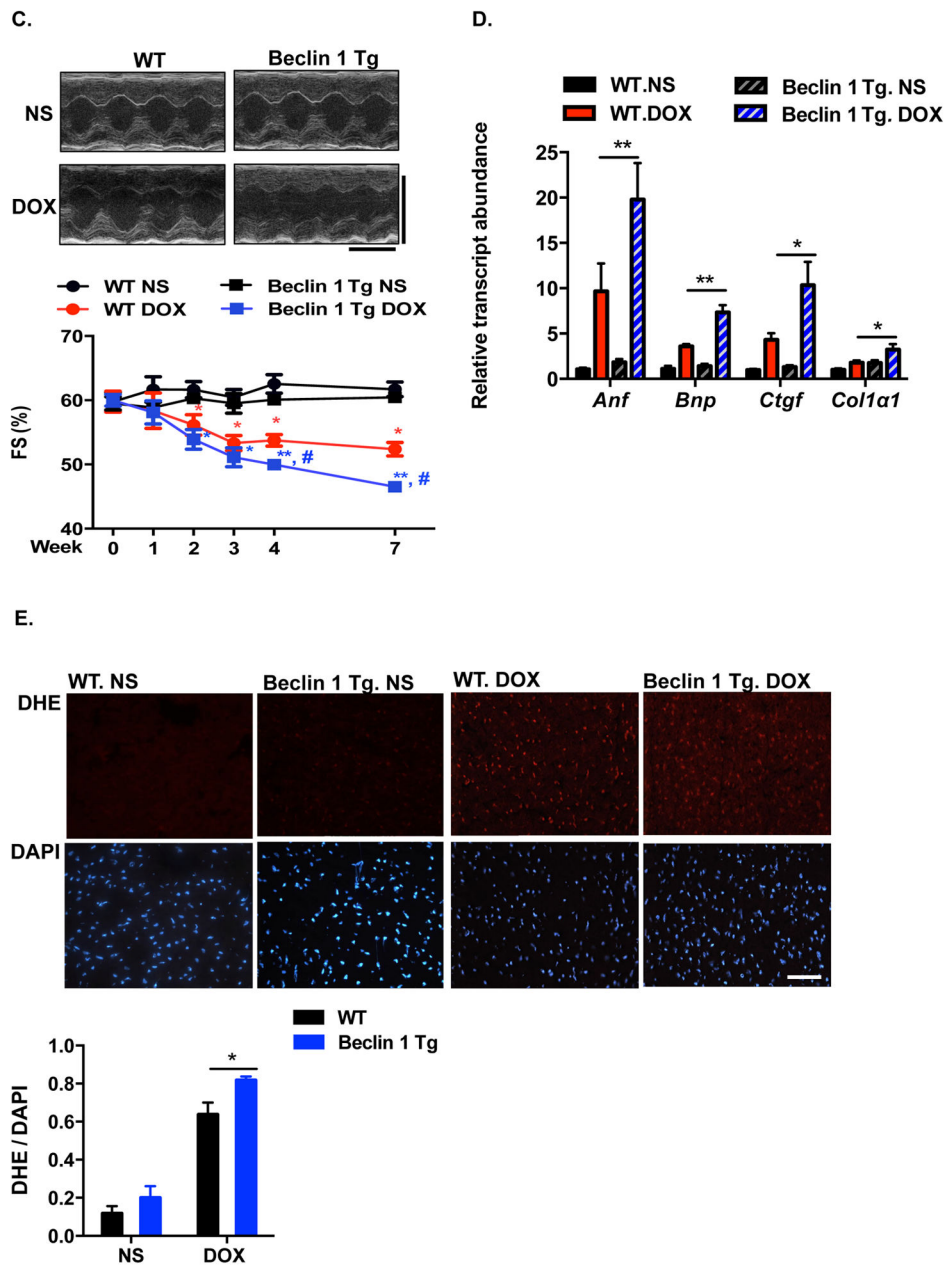 C.
WT
Beclin 1 Tg
NS
DOX
WT NS
Beclin 1 Tg NS
WT DOX
Beclin 1 Tg DOX
FS (%)
70
60
50
40
*
*
*
*
*
*
**, #
**, #
Week
0 1 2 3 4 7
D.
WT.NS
Beclin 1 Tg. NS
WT.DOX
Beclin 1 Tg. DOX
Relative transcript abundance
25
20
15
10
5
0
**
**
*
*
Anf Bnp Ctgf Col1α1
E.
WT. NS
Beclin 1 Tg. NS
WT. DOX
Beclin 1 Tg. DOX
DHE
DAPI
WT
Beclin 1 Tg
DHE / DAPI
1.0
0.8
0.6
0.4
0.2
0.0
*
NS DOX